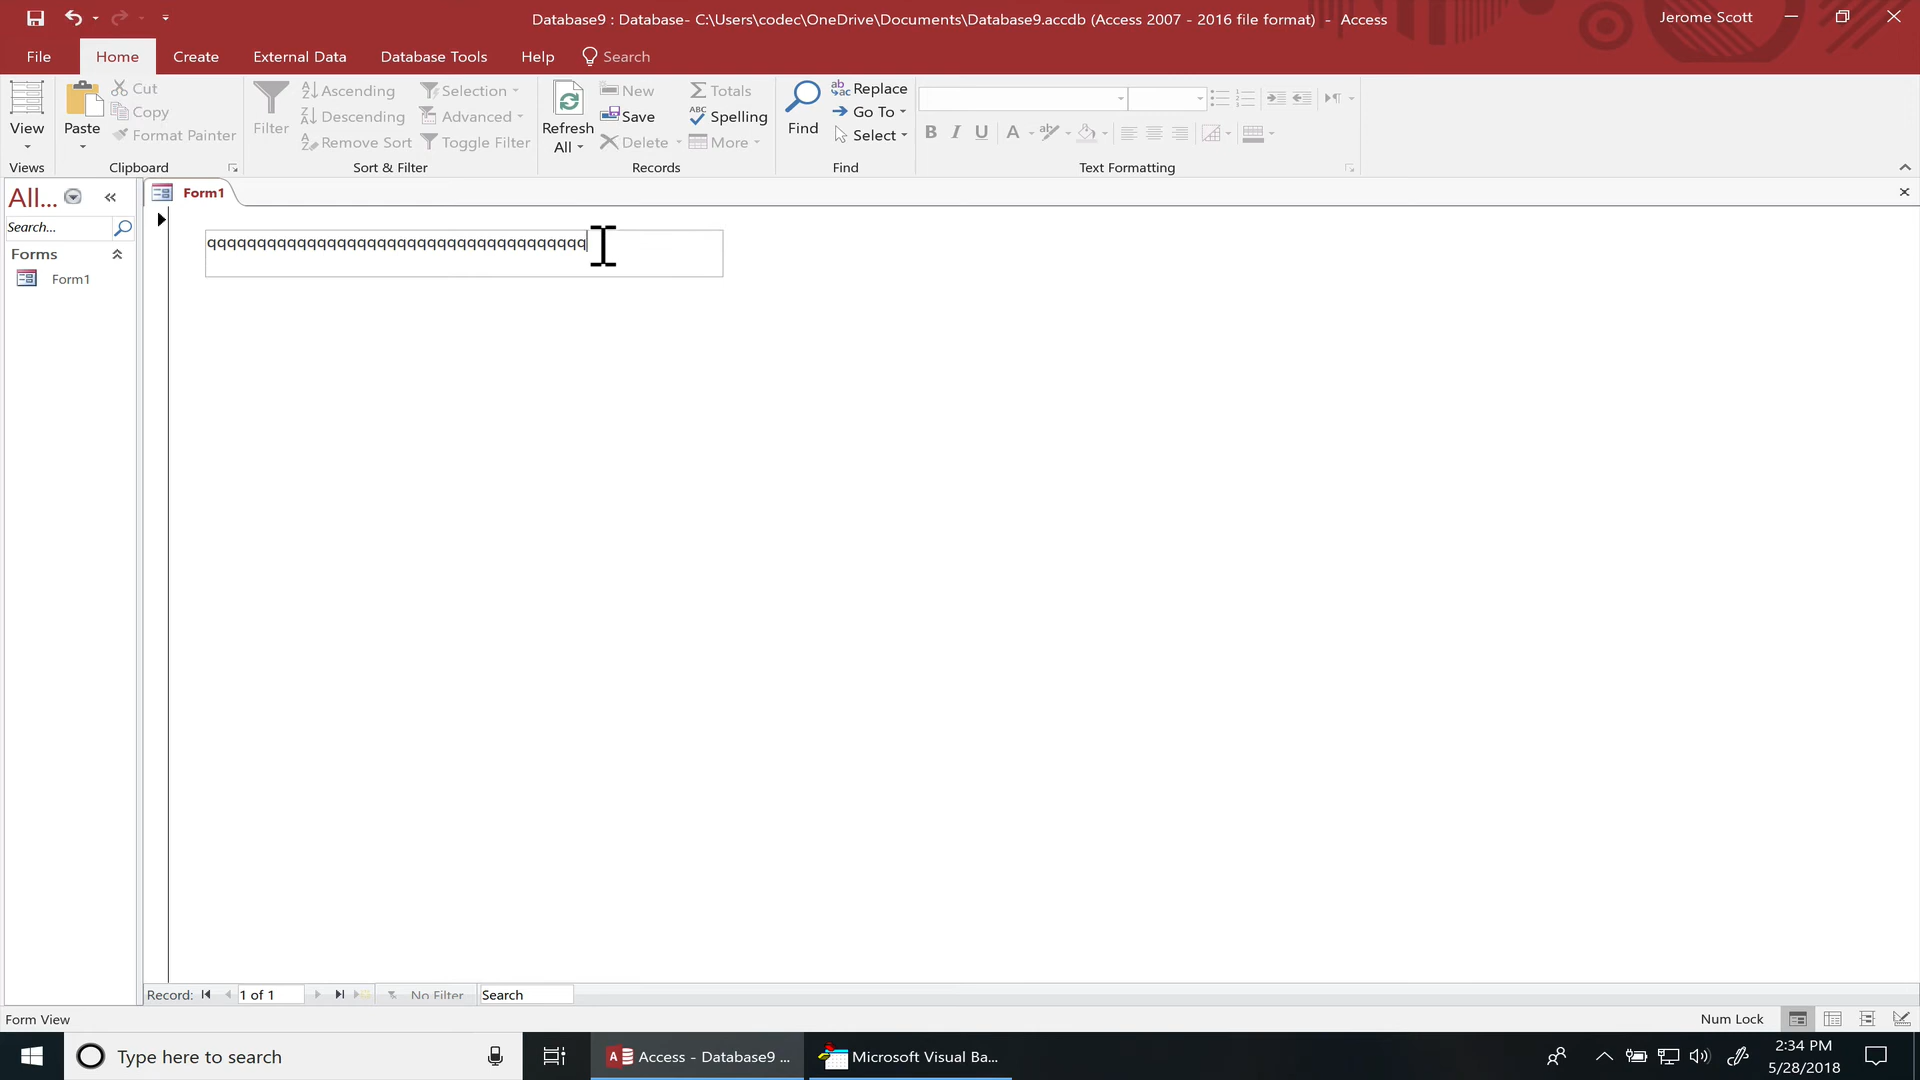 Database9 : Database- C:\Users\codec\OneDrive\Documents\Database9.accdb (Access 2007 - 2016 file format) - Access
Jerome Scott
File Home Create External Data Database Tools Help Search
View
Views
Paste
Cut
Copy
Format Painter
Clipboard
Filter
Ascending
Descending
Remove Sort
Selection
Advanced
Toggle Filter
Sort & Filter
Refresh
All
New
Save
Delete
Totals
Spelling
More
Records
Find
Replace
Go To
Select
Find
B I U A
Text Formatting
All...
Search...
Forms
Form1
Form1
qqqqqqqqqqqqqqqqqqqqqqqqqqqqqqqqqqqqqq
Record: 1 of 1 No Filter Search
Form View
Num Lock
Type here to search
Access - Database9 ...
Microsoft Visual Ba...
2:34 PM
5/28/2018